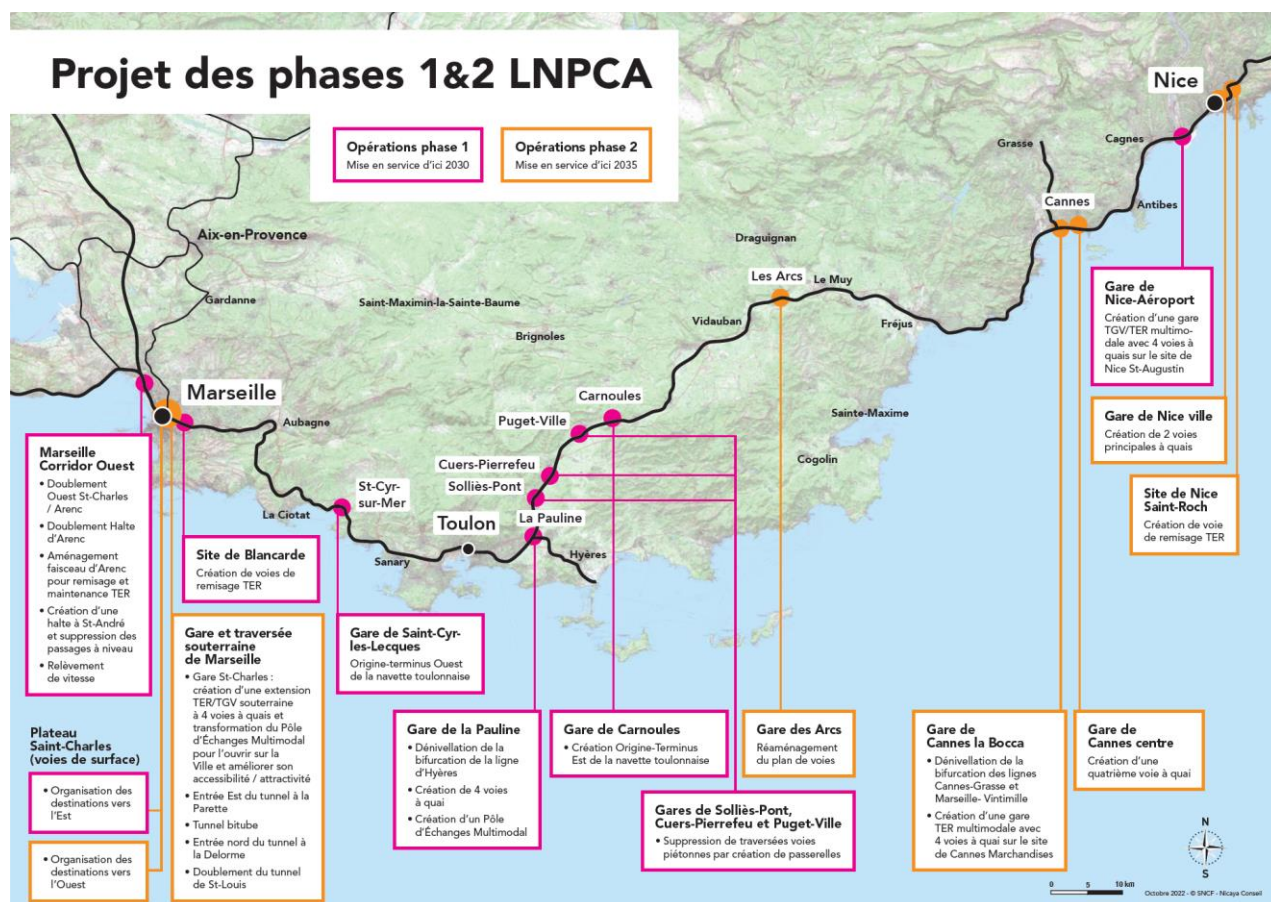 Projet des phases 1&2 LNPCA
Opérations phase 1
Mise en service d'ici 2030
Opérations phase 2
Mise en service d'ici 2035
Nice
Cagnes
Grasse
Antibes
Cannes
Draguignan
Les Arcs
Le Muy
Vidauban
Fréjus
Aix-en-Provence
Gardanne
Saint-Maximin-la-Sainte-Baume
Brignoles
Marseille
Aubagne
Carnoules
Puget-Ville
Sainte-Maxime
Cogolin
Cuers-Pierrefeu
Solliès-Pont
St-Cyr-
sur-Mer
La Ciotat
Toulon
La Pauline
Sanary
Hyères
Gare de
Nice-Aéroport
Création d'une gare
TGV/TER multimo-
dale avec 4 voies à
quais sur le site de
Nice St-Augustin
Gare de Nice ville
Création de 2 voies
principales à quais
Site de Nice
Saint-Roch
Création de voie
de remisage TER
Marseille
Corridor Ouest
• Doublement
Ouest St-Charles
/ Arenc
• Doublement Halte
d'Arenc
• Aménagement
faisceau d'Arenc
pour remisage et
maintenance TER
• Création d'une
halte à St-André
et suppression des
passages à niveau
• Relèvement
de vitesse
Site de Blancarde
Création de voies de
remisage TER
Plateau
Saint-Charles
(voies de surface)
• Organisation des
destinations vers
l'Est
• Organisation des
destinations vers
l'Ouest
Gare et traversée
souterraine
de Marseille
• Gare St-Charles :
création d'une extension
TER/TGV souterraine
à 4 voies à quais et
transformation du Pôle
d'Échanges Multimodal
pour l'ouvrir sur la
Ville et améliorer son
accessibilité / attractivité
• Entrée Est du tunnel à la
Parette
• Tunnel bitube
• Entrée nord du tunnel à
la Delorme
• Doublement du tunnel
de St-Louis
Gare de Saint-Cyr-
les-Lecques
Origine-terminus Ouest
de la navette toulonnaise
Gare de la Pauline
• Dénivellation de la
bifurcation de la ligne
d'Hyères
• Création de 4 voies
à quai
• Création d'un Pôle
d'Échanges Multimodal
Gare de Carnoules
• Création Origine-Terminus
Est de la navette toulonnaise
Gares de Solliès-Pont,
Cuers-Pierrefeu et Puget-Ville
• Suppression de traversées voies
piétonnes par création de passerelles
Gare des Arcs
Réaménagement
du plan de voies
Gare de
Cannes la Bocca
• Dénivellation de la
bifurcation des lignes
Cannes-Grasse et
Marseille- Vintimille
• Création d'une gare
TER multimodale avec
4 voies à quai sur le site
de Cannes Marchandises
Gare de
Cannes centre
Création d'une
quatrième voie à quai
N
S
0 5 10 km
Octobre 2022 - © SNCF - Nicaya Conseil